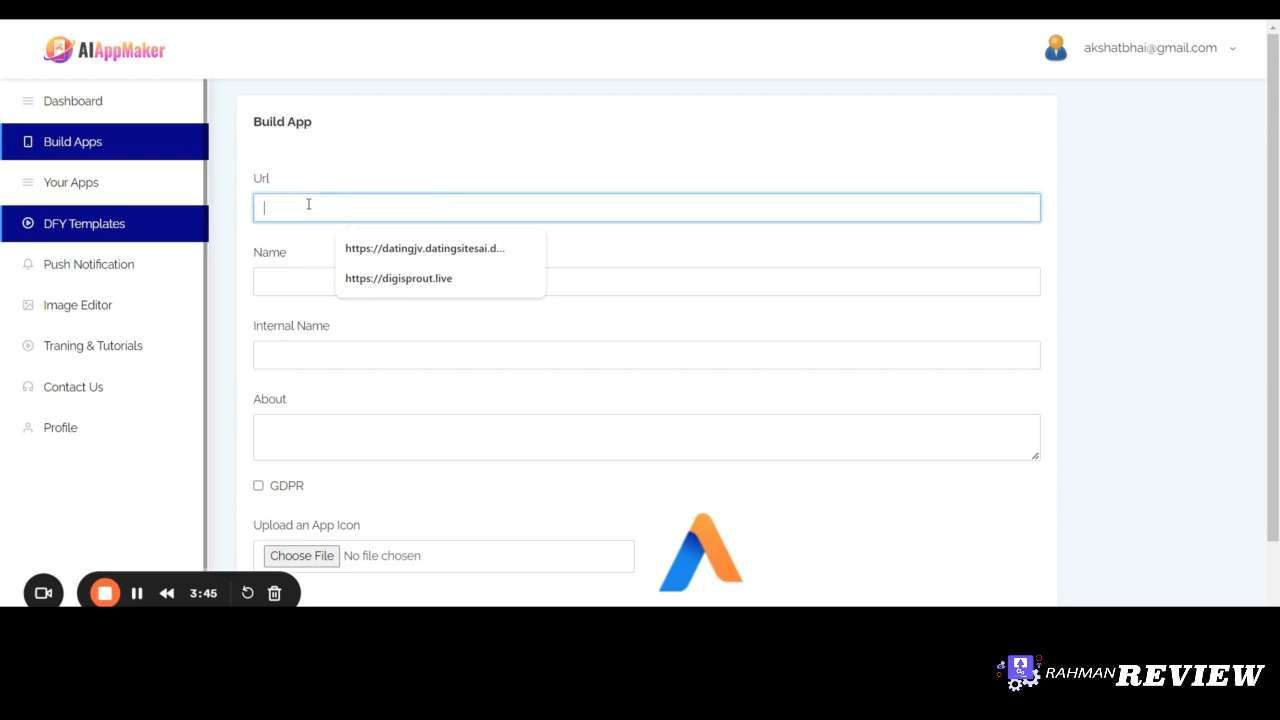 AIAppMaker
akshatbhai@gmail.com
Dashboard
Build Apps
Your Apps
DFY Templates
Push Notification
Image Editor
Traning & Tutorials
Contact Us
Profile
Build App
Url
https://datingjv.datingsitesai.d...
https://digisprout.live
Name
Internal Name
About
GDPR
Upload an App Icon
Choose File No file chosen
3:45
RAHMAN REVIEW